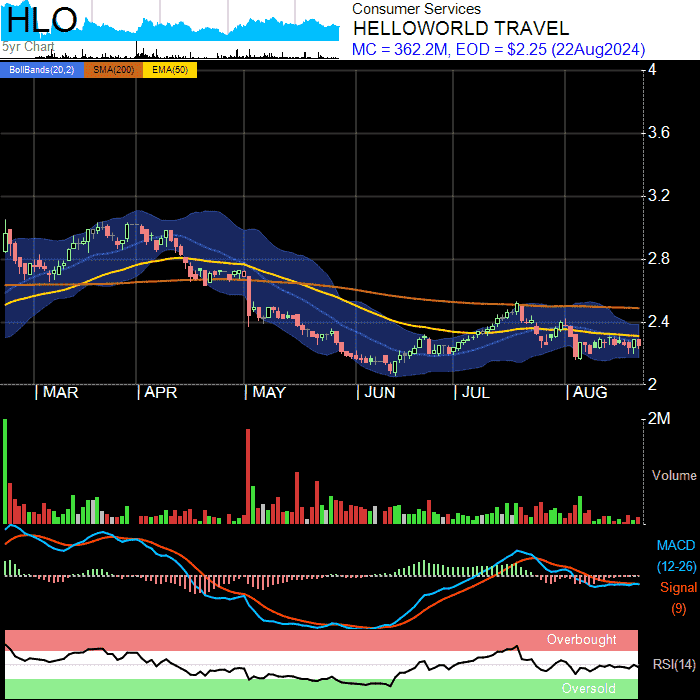 HLO
5yr Chart
Consumer Services
HELLOWORLD TRAVEL
MC = 362.2M, EOD = $2.25 (22Aug2024)
BollBands(20,2) SMA(200) EMA(50)
4
3.6
3.2
2.8
2.4
2
| MAR | APR | MAY | JUN | JUL | AUG
2M
Volume
MACD
(12-26)
Signal
(9)
Overbought
RSI(14)
Oversold